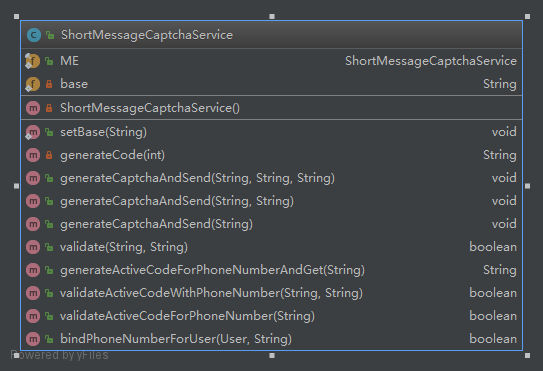 ShortMessageCaptchaService
ME ShortMessageCaptchaService
base String
ShortMessageCaptchaService()
setBase(String) void
generateCode(int) String
generateCaptchaAndSend(String, String, String) void
generateCaptchaAndSend(String, String) void
generateCaptchaAndSend(String) void
validate(String, String) boolean
generateActiveCodeForPhoneNumberAndGet(String) String
validateActiveCodeWithPhoneNumber(String, String) boolean
validateActiveCodeForPhoneNumber(String) boolean
bindPhoneNumberForUser(User, String) boolean
Powered by yFiles